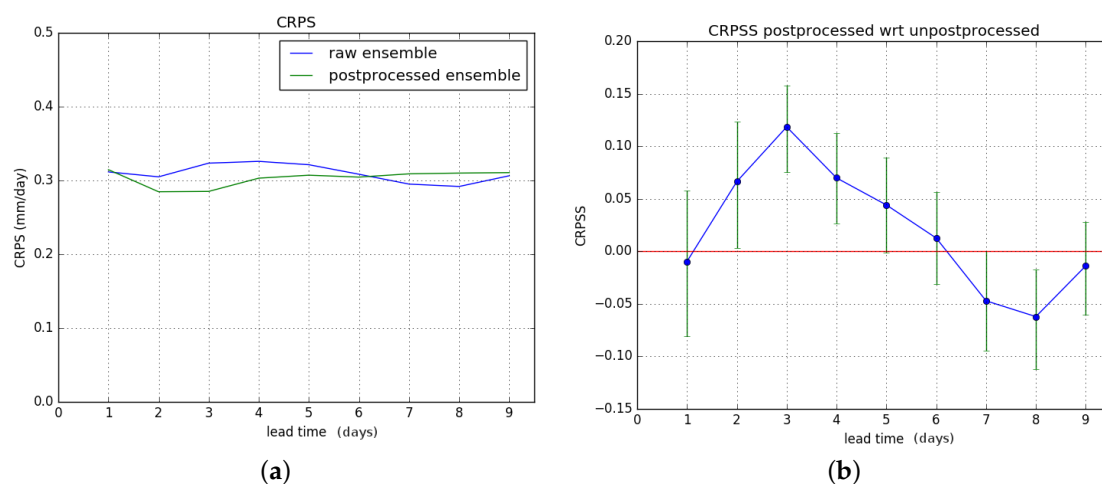 CRPS
0.5
0.4
0.3
0.2
0.1
0.0
CRPS (mm/day)
raw ensemble
postprocessed ensemble
0 1 2 3 4 5 6 7 8 9
lead time (days)
(a)
CRPSS postprocessed wrt unpostprocessed
0.20
0.15
0.10
0.05
0.00
−0.05
−0.10
−0.15
CRPSS
0 1 2 3 4 5 6 7 8 9
lead time (days)
(b)